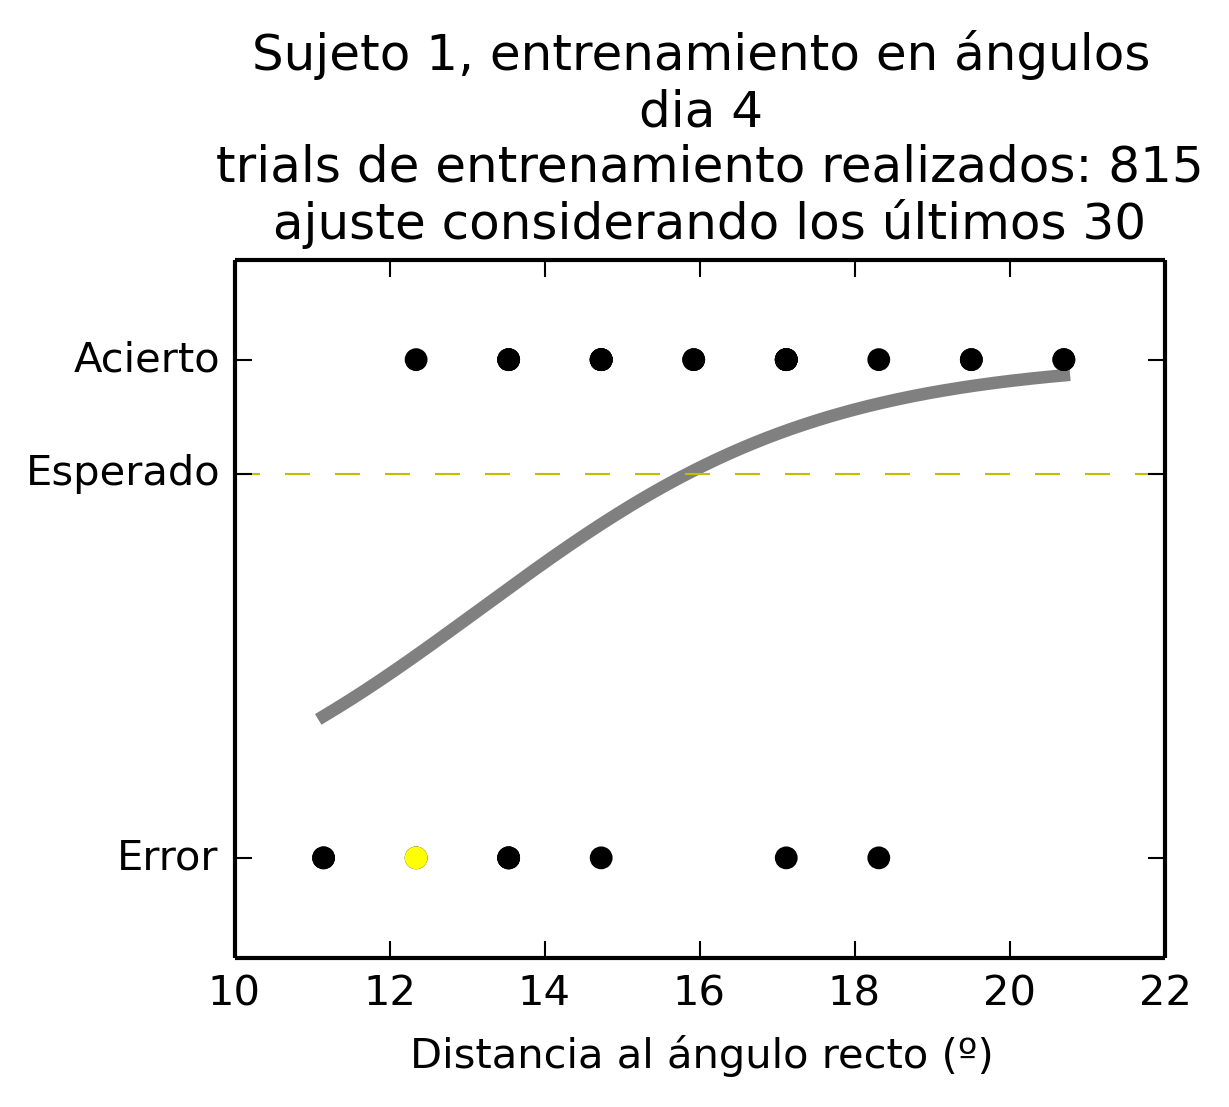 Sujeto 1, entrenamiento en ángulos
dia 4
trials de entrenamiento realizados: 815
ajuste considerando los últimos 30
Acierto
Esperado
Error
10 12 14 16 18 20 22
Distancia al ángulo recto (º)